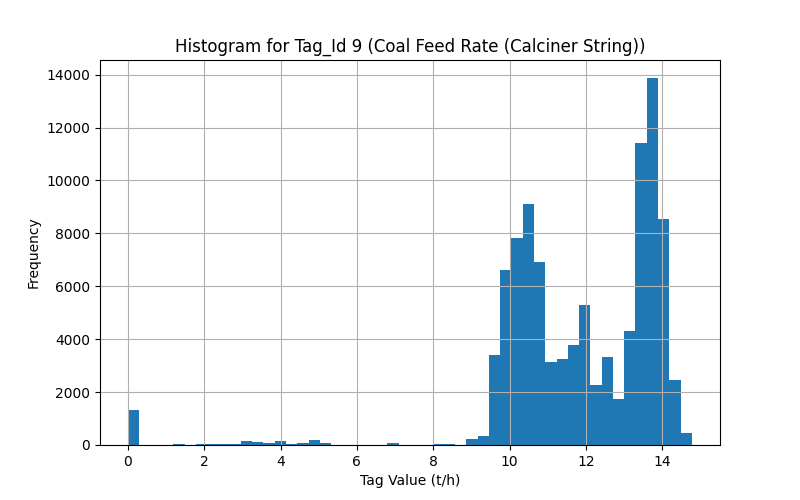 Histogram for Tag_Id 9 (Coal Feed Rate (Calciner String))
14000
12000
10000
8000
6000
4000
2000
0
Frequency
0 2 4 6 8 10 12 14
Tag Value (t/h)